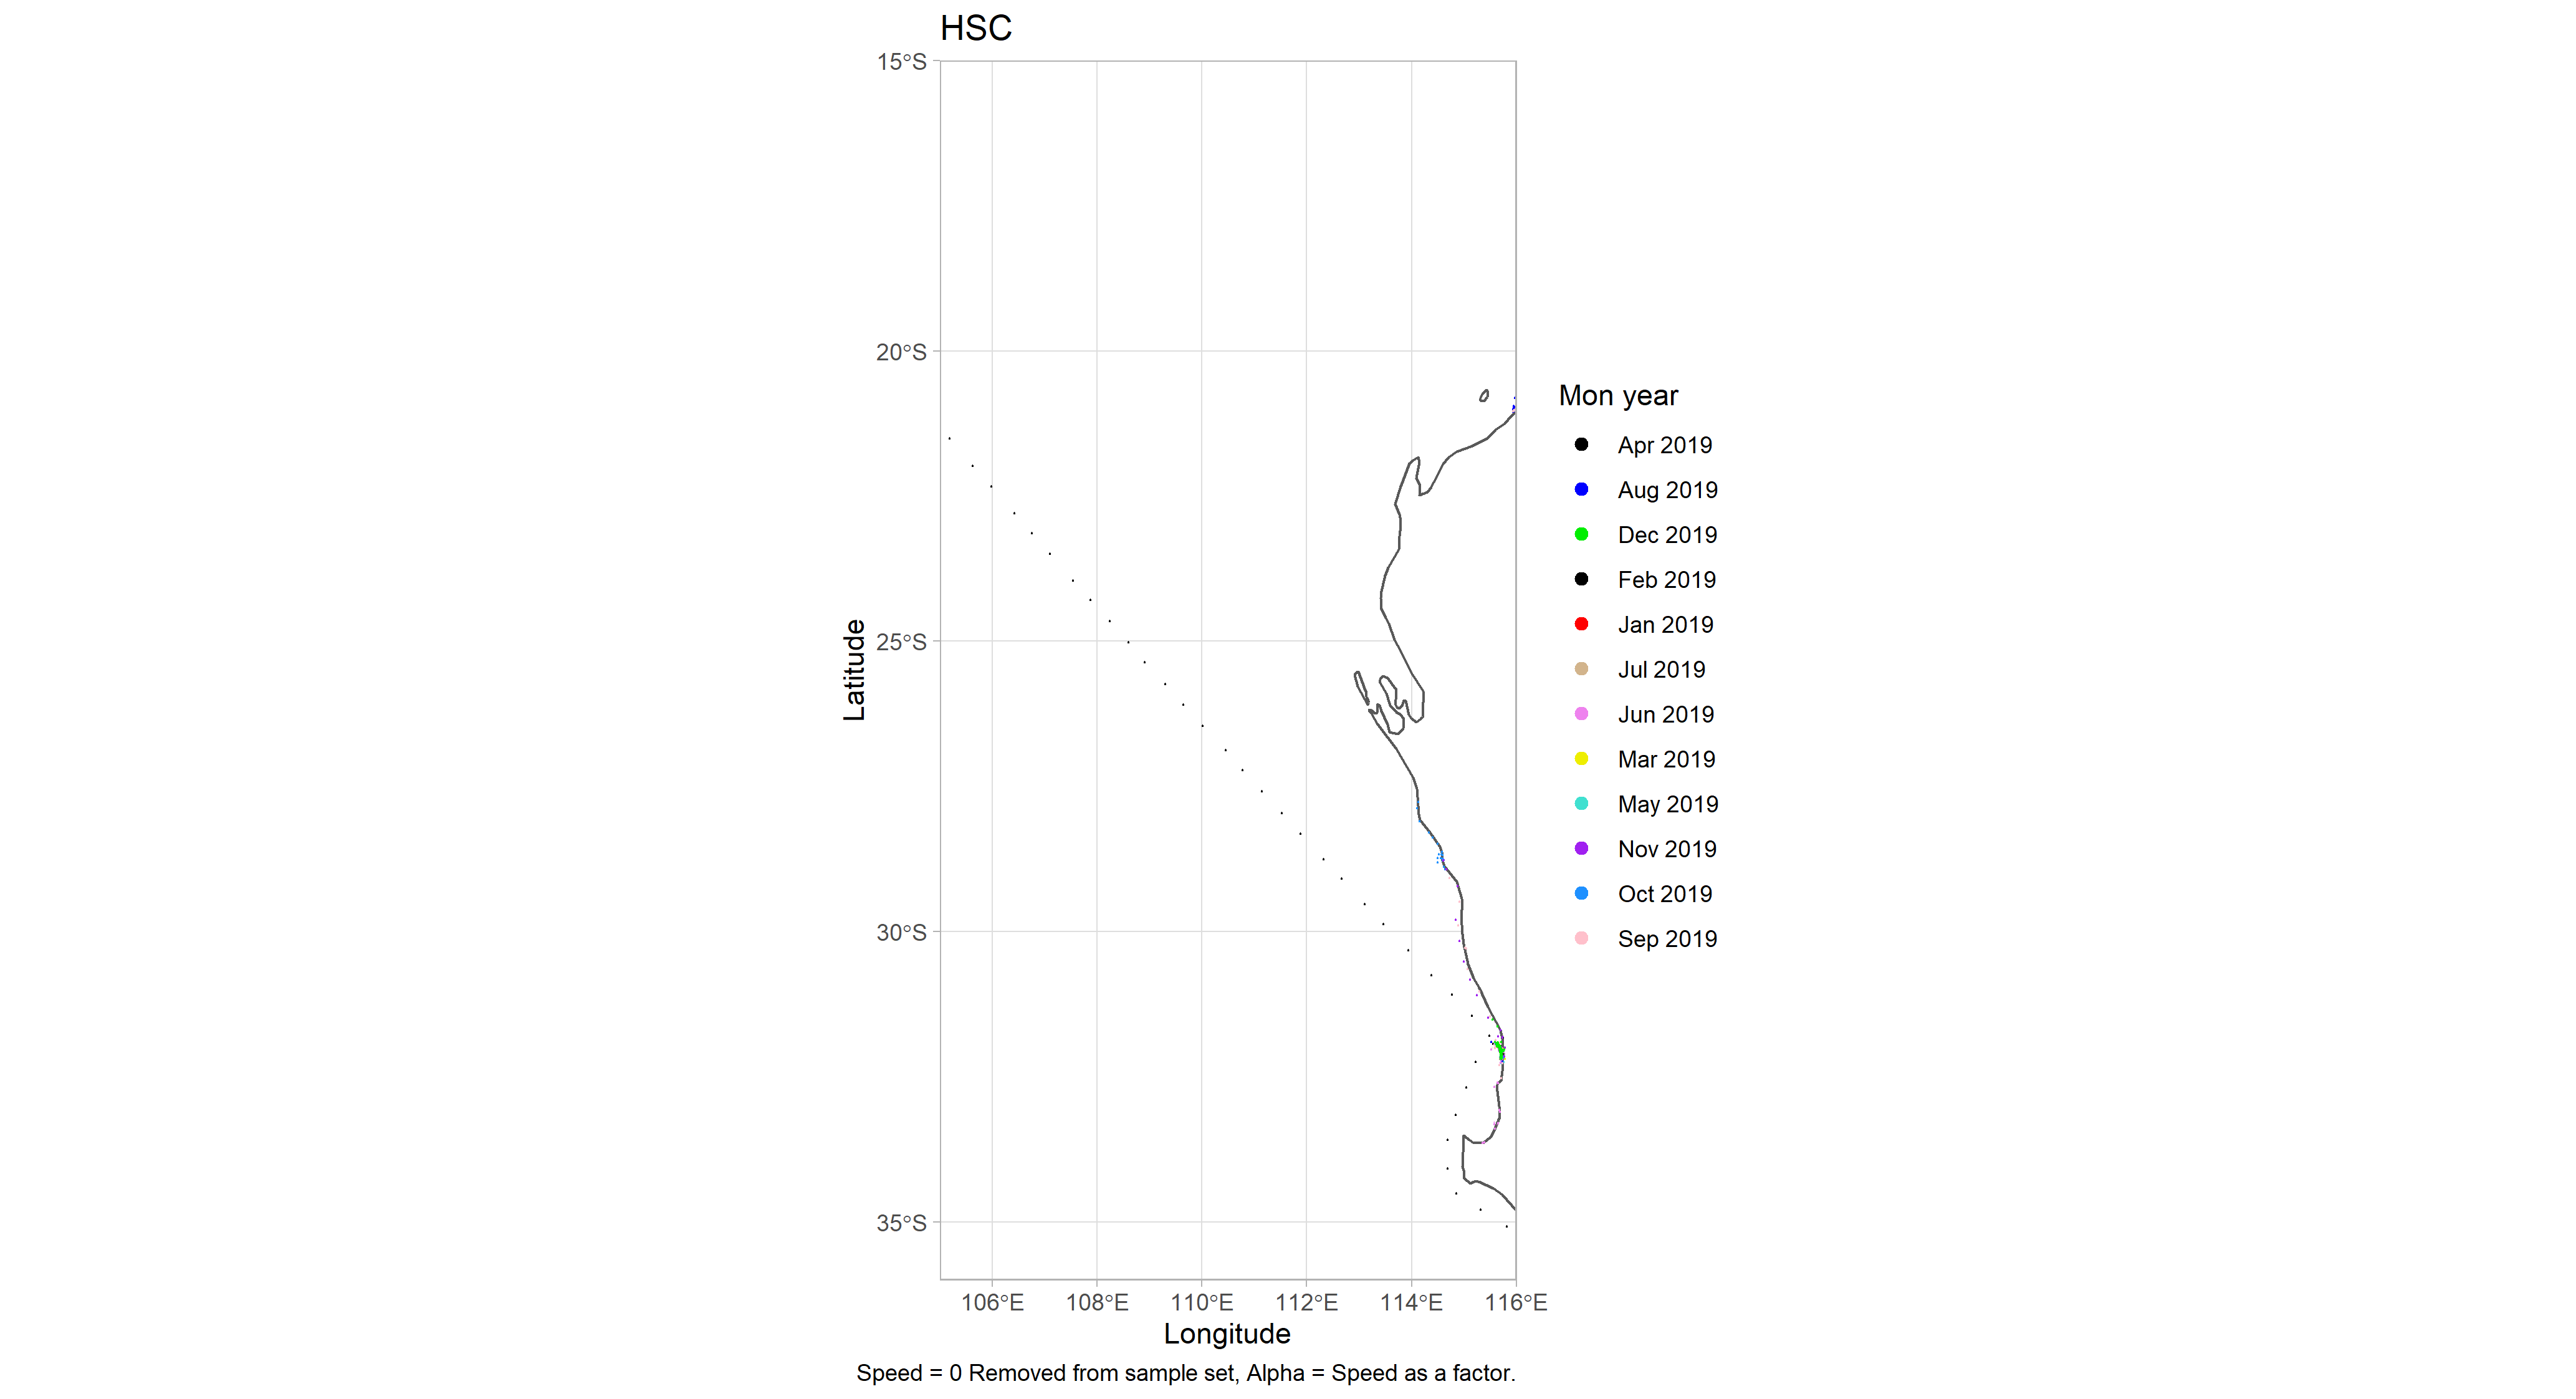 HSC
15°S
20°S
25°S
30°S
35°S
Latitude
106°E 108°E 110°E 112°E 114°E 116°E
Longitude
Speed = 0 Removed from sample set, Alpha = Speed as a factor.
Mon year
Apr 2019
Aug 2019
Dec 2019
Feb 2019
Jan 2019
Jul 2019
Jun 2019
Mar 2019
May 2019
Nov 2019
Oct 2019
Sep 2019